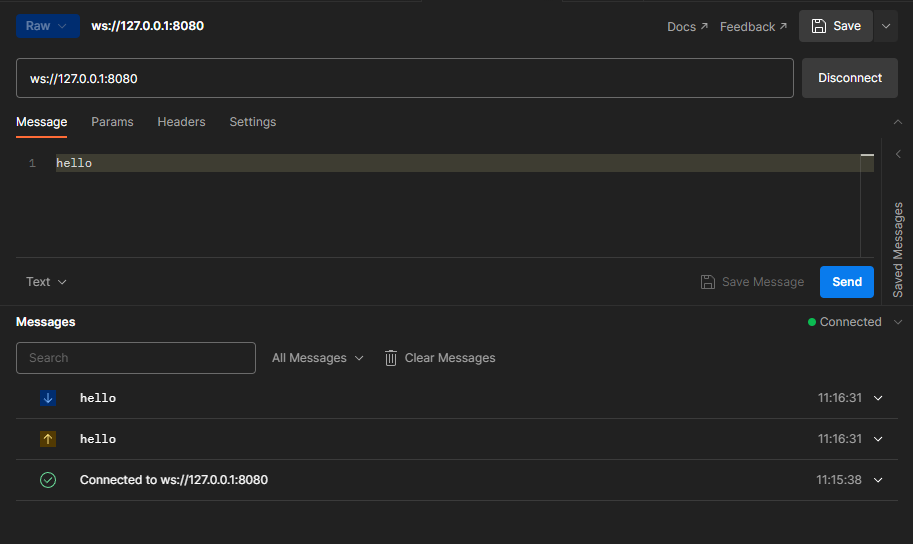 Raw ws://127.0.0.1:8080 Docs ↗ Feedback ↗ Save
ws://127.0.0.1:8080 Disconnect
Message Params Headers Settings
1 hello
Saved Messages
Text Save Message Send
Messages Connected
Search All Messages Clear Messages
hello 11:16:31
hello 11:16:31
Connected to ws://127.0.0.1:8080 11:15:38